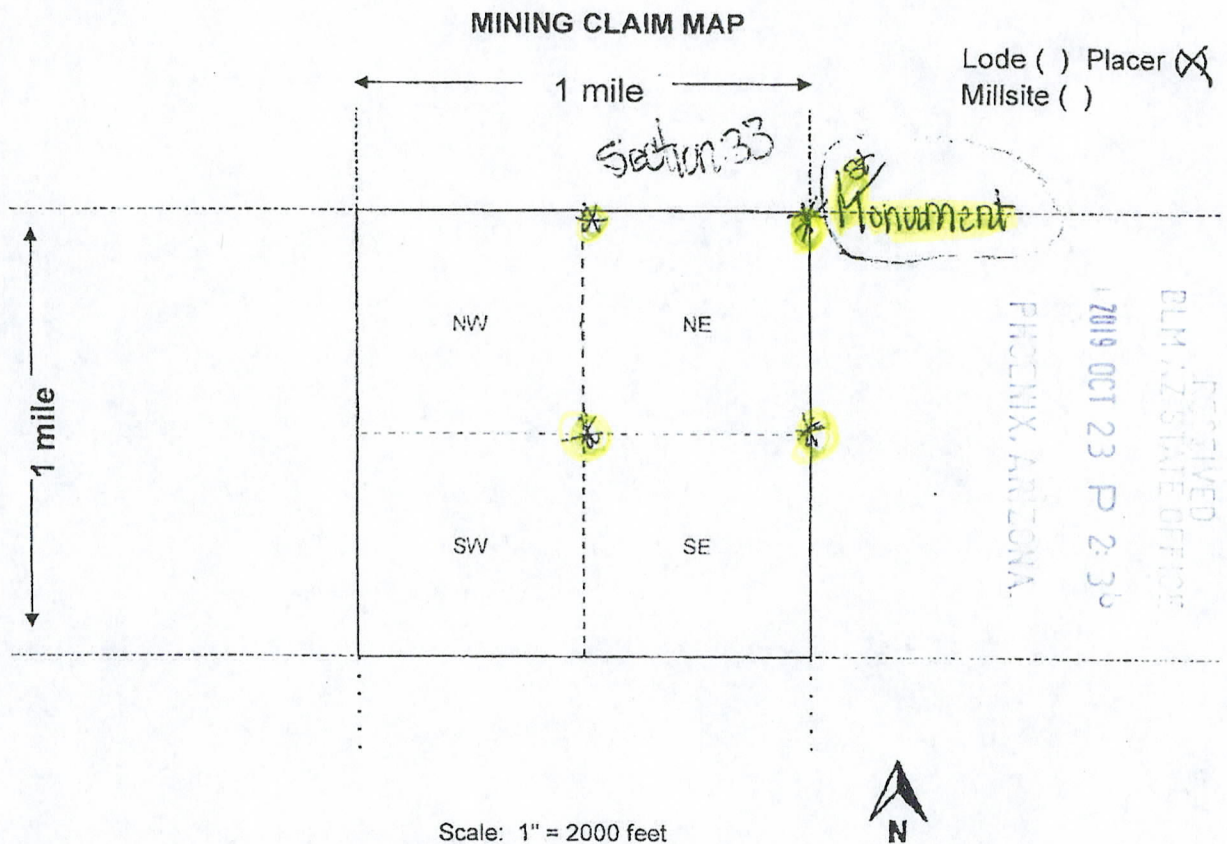 MINING CLAIM MAP
Lode ( ) Placer (X)
Millsite ( )
1 mile
Section 33
1st
Monument
1 mile
NW
NE
SW
SE
RECEIVED
BLM AZ STATE OFFICE
2019 OCT 23 P 2:36
PHOENIX, ARIZONA
Scale: 1" = 2000 feet
N